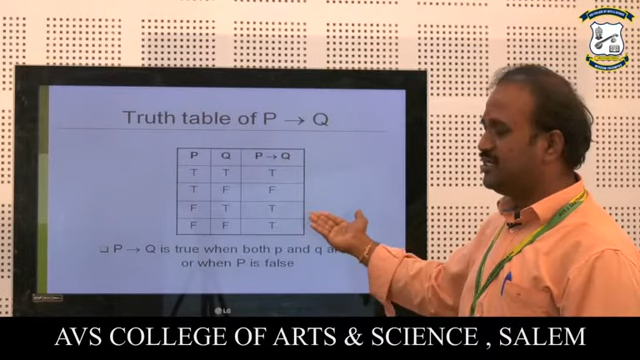 Truth table of P → Q
P Q P → Q
T T T
T F F
F T T
F F T
❑ P → Q is true when both p and q
or when P is false
LG
AVS COLLEGE OF ARTS & SCIENCE , SALEM